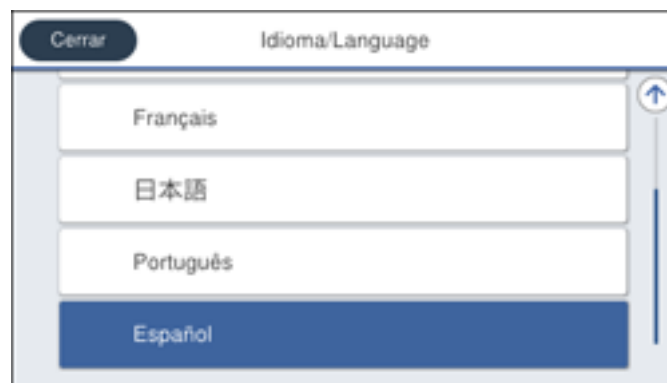 Cerrar
Idioma/Language
Français
日本語
Português
Español